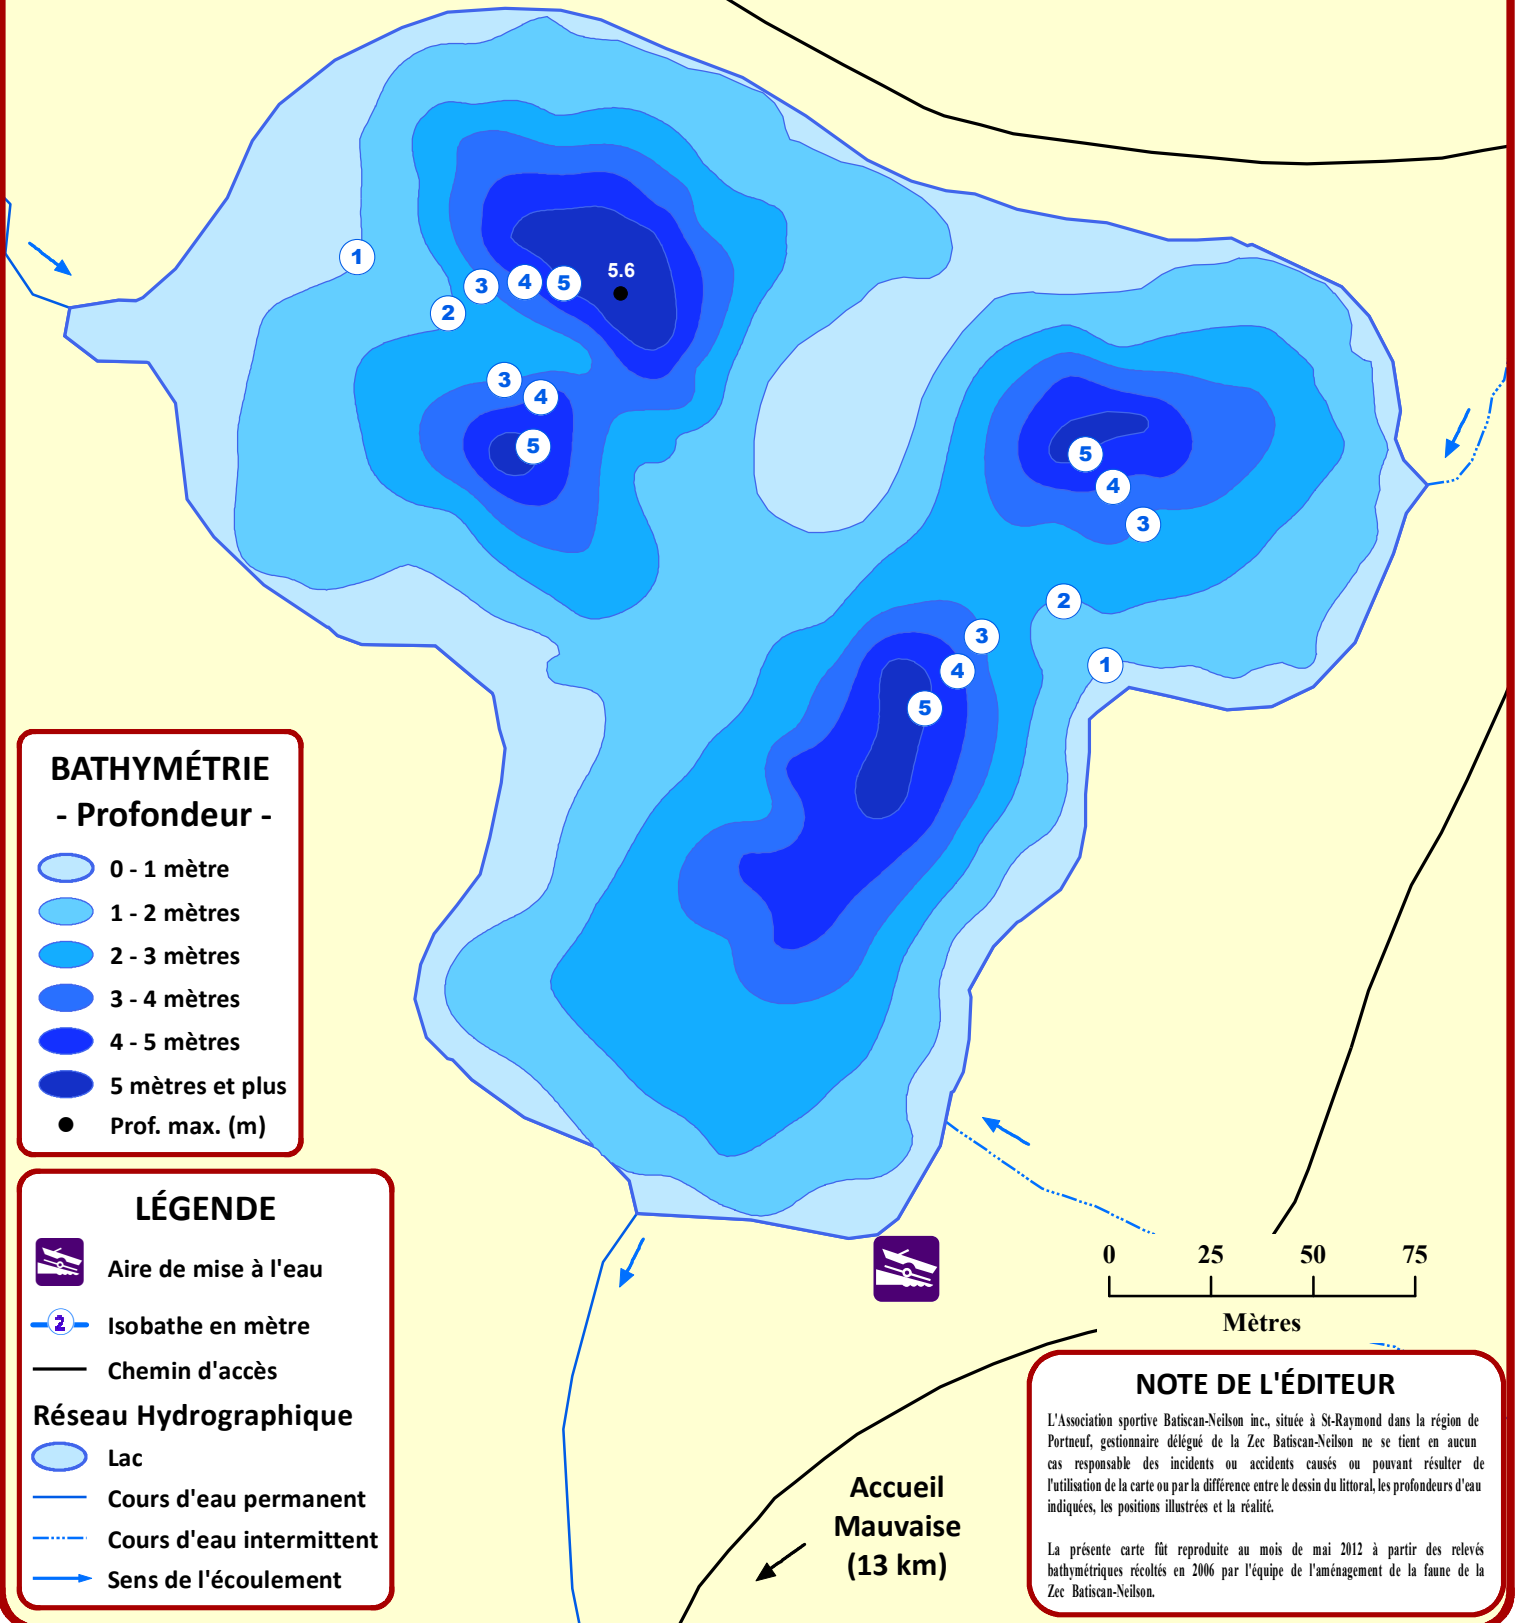 1
5.6
3
4
5
2
3
4
5
5
4
3
2
3
1
4
5
BATHYMÉTRIE
- Profondeur -
0 - 1 mètre
1 - 2 mètres
2 - 3 mètres
3 - 4 mètres
4 - 5 mètres
5 mètres et plus
Prof. max. (m)
LÉGENDE
Aire de mise à l'eau
2 Isobathe en mètre
Chemin d'accès
Réseau Hydrographique
Lac
Cours d'eau permanent
Cours d'eau intermittent
Sens de l'écoulement
0 25 50 75
Mètres
Accueil
Mauvaise
(13 km)
NOTE DE L'ÉDITEUR
L'Association sportive Batiscan-Neilson inc., située à St-Raymond dans la région de
Portneuf, gestionnaire délégué de la Zec Batiscan-Neilson ne se tient en aucun
cas responsable des incidents ou accidents causés ou pouvant résulter de
l'utilisation de la carte ou par la différence entre le dessin du littoral, les profondeurs d'eau
indiquées, les positions illustrées et la réalité.
La présente carte fût reproduite au mois de mai 2012 à partir des relevés
bathymétriques récoltés en 2006 par l'équipe de l'aménagement de la faune de la
Zec Batiscan-Neilson.